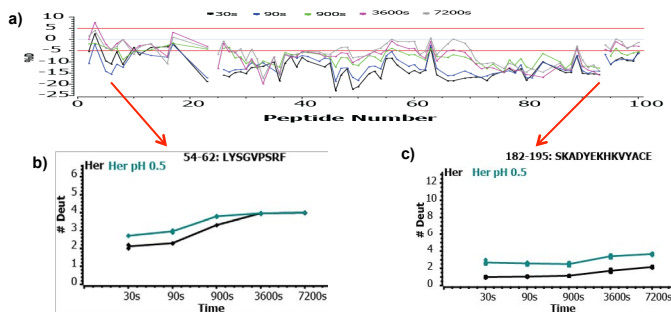 a)
30s 90s 900s 3600s 7200s
10
5
0
-5
-10
-15
-20
-25
%D
0 20 40 60 80 100
Peptide Number
b)
54-62: LYSGVPSRF
Her Her pH 0.5
6
4
2
0
# Deut
30s 90s 900s 3600s 7200s
Time
c)
182-195: SKADYEKHKVYACE
Her Her pH 0.5
12
10
8
6
4
2
0
# Deut
30s 90s 900s 3600s 7200s
Time